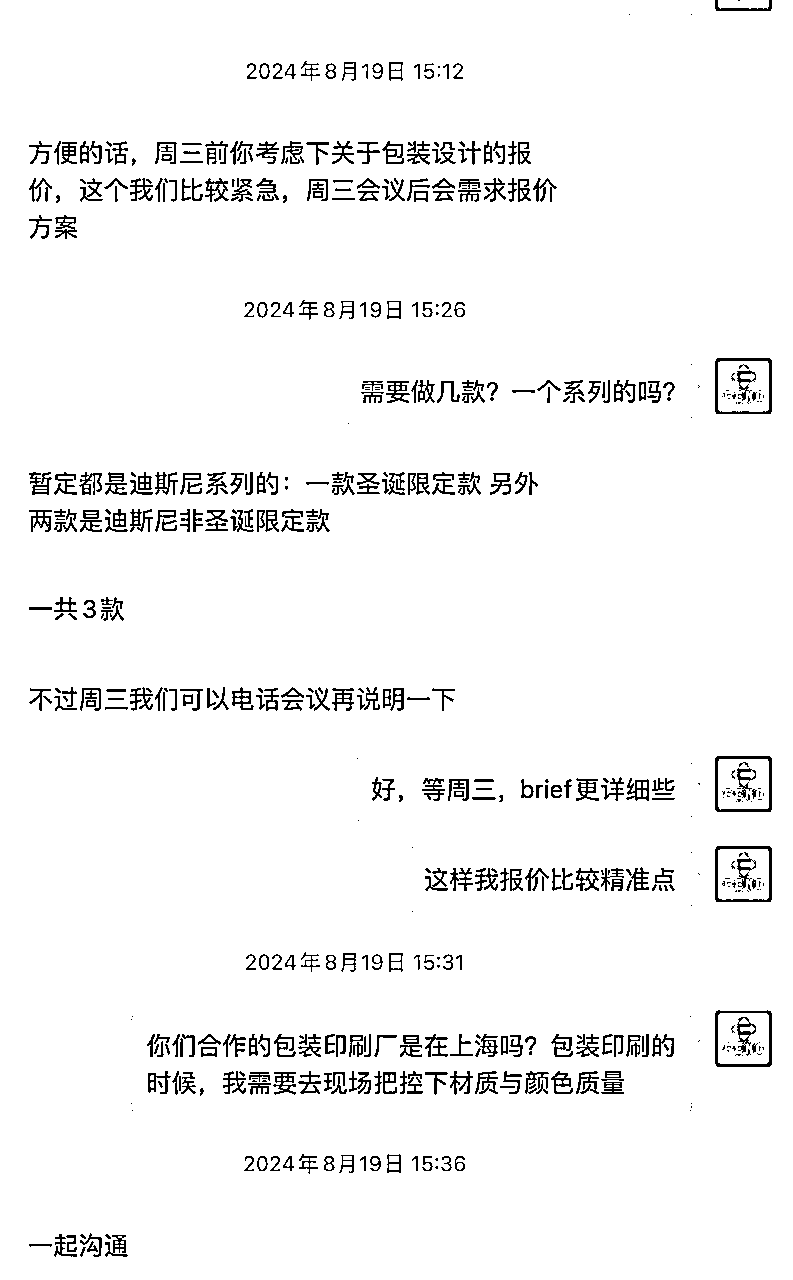 2024年8月19日 15:12
方便的话，周三前你考虑下关于包装设计的报
价，这个我们比较紧急，周三会议后会需求报价
方案
2024年8月19日 15:26
需要做几款？一个系列的吗？
暂定都是迪斯尼系列的：一款圣诞限定款 另外
两款是迪斯尼非圣诞限定款
一共3款
不过周三我们可以电话会议再说明一下
好，等周三，brief更详细些
这样我报价比较精准点
2024年8月19日 15:31
你们合作的包装印刷厂是在上海吗？包装印刷的
时候，我需要去现场把控下材质与颜色质量
2024年8月19日 15:36
一起沟通